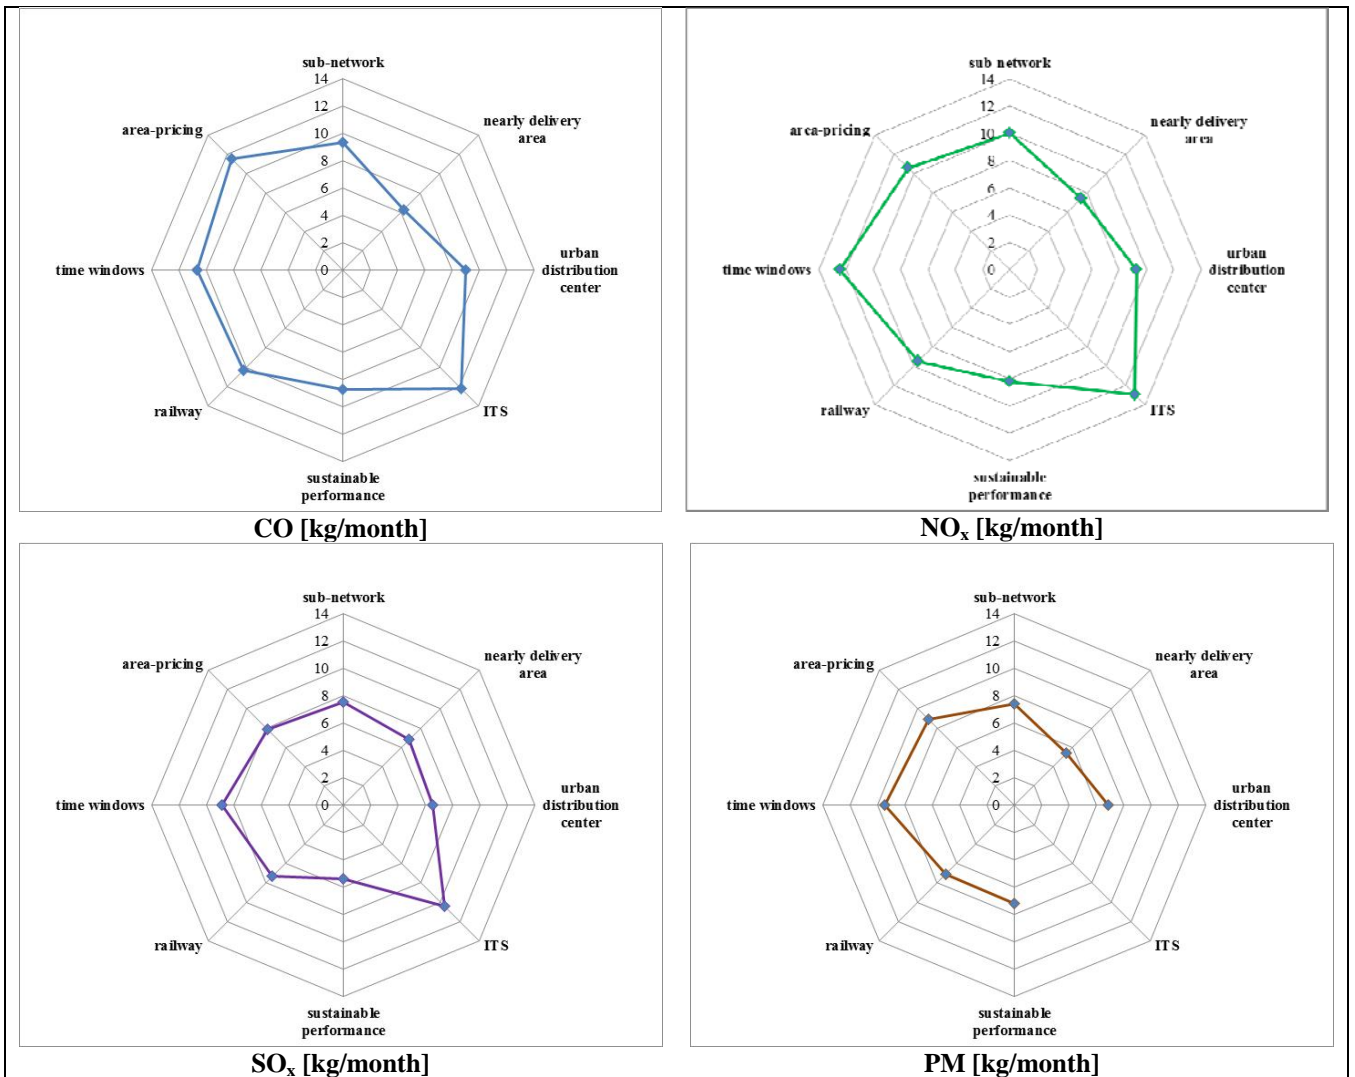 sub-network
14
12
area-pricing
nearly delivery
area
10
8
6
4
2
time windows
0
urban
distribution
center
railway
ITS
sustainable
performance
CO [kg/month]
sub network
14
12
area-pricing
nearly delivery
area
10
8
6
4
2
time windows
0
urban
distribution
center
railway
ITS
sustainable
performance
NOx [kg/month]
sub-network
14
12
area-pricing
nearly delivery
area
10
8
6
4
2
time windows
0
urban
distribution
center
railway
ITS
sustainable
performance
SOx [kg/month]
sub-network
14
12
area-pricing
nearly delivery
area
10
8
6
4
2
time windows
0
urban
distribution
center
railway
ITS
sustainable
performance
PM [kg/month]